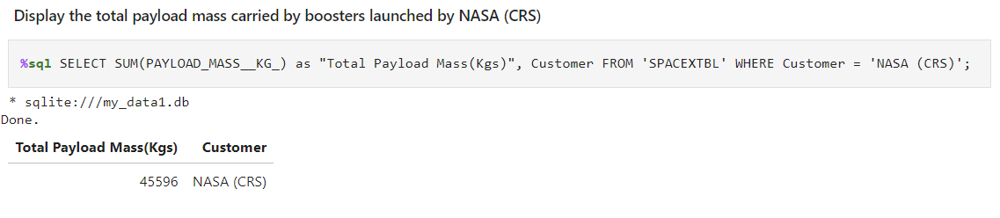 Display the total payload mass carried by boosters launched by NASA (CRS)
%sql SELECT SUM(PAYLOAD_MASS__KG_) as "Total Payload Mass(Kgs)", Customer FROM 'SPACEXTBL' WHERE Customer = 'NASA (CRS)';
* sqlite:///my_data1.db
Done.
Total Payload Mass(Kgs) Customer
45596 NASA (CRS)